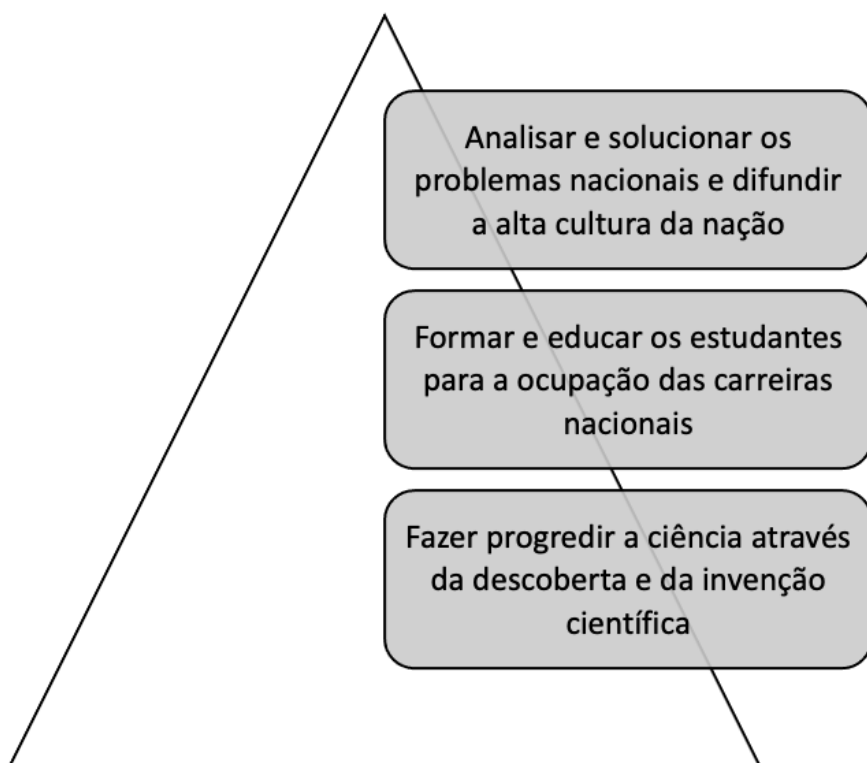 Analisar e solucionar os
problemas nacionais e difundir
a alta cultura da nação
Formar e educar os estudantes
para a ocupação das carreiras
nacionais
Fazer progredir a ciência através
da descoberta e da invenção
científica